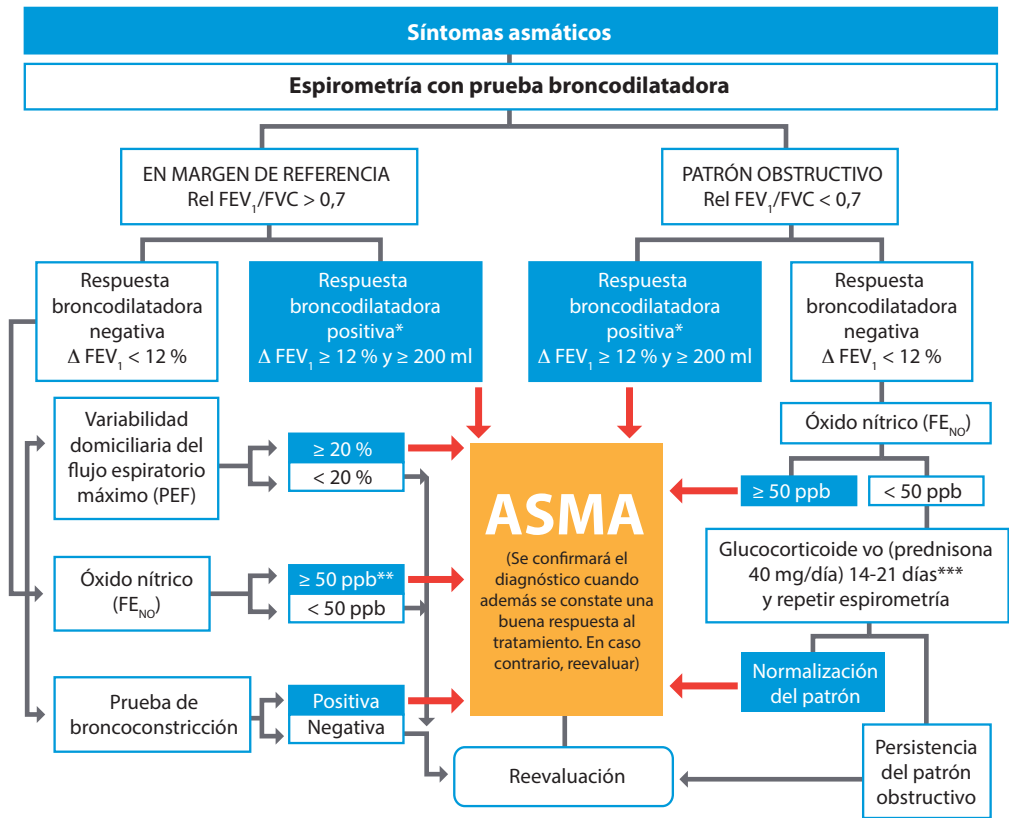 Síntomas asmáticos
Espirometría con prueba broncodilatadora
EN MARGEN DE REFERENCIA
Rel FEV₁/FVC > 0,7
PATRÓN OBSTRUCTIVO
Rel FEV₁/FVC < 0,7
Respuesta
broncodilatadora
negativa
Δ FEV₁ < 12 %
Respuesta
broncodilatadora
positiva*
Δ FEV₁ ≥ 12 % y ≥ 200 ml
Respuesta
broncodilatadora
positiva*
Δ FEV₁ ≥ 12 % y ≥ 200 ml
Respuesta
broncodilatadora
negativa
Δ FEV₁ < 12 %
Variabilidad
domiciliaria del
flujo espiratorio
máximo (PEF)
≥ 20 %
< 20 %
Óxido nítrico
(FE_NO)
≥ 50 ppb**
< 50 ppb
Prueba de
broncoconstricción
Positiva
Negativa
ASMA
(Se confirmará el
diagnóstico cuando
además se constate una
buena respuesta al
tratamiento. En caso
contrario, reevaluar)
Óxido nítrico (FE_NO)
≥ 50 ppb
< 50 ppb
Glucocorticoide vo (prednisona
40 mg/día) 14-21 días***
y repetir espirometría
Normalización
del patrón
Persistencia
del patrón
obstructivo
Reevaluación